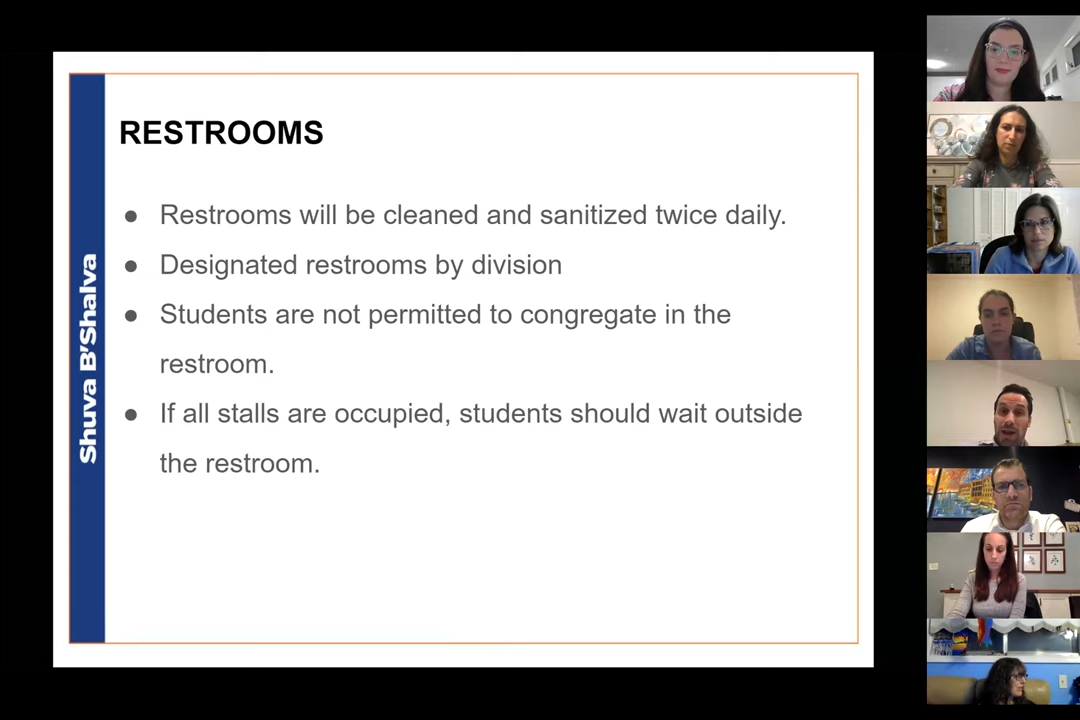 RESTROOMS
● Restrooms will be cleaned and sanitized twice daily.
● Designated restrooms by division
● Students are not permitted to congregate in the
restroom.
● If all stalls are occupied, students should wait outside
the restroom.
Shuva B'Shalva